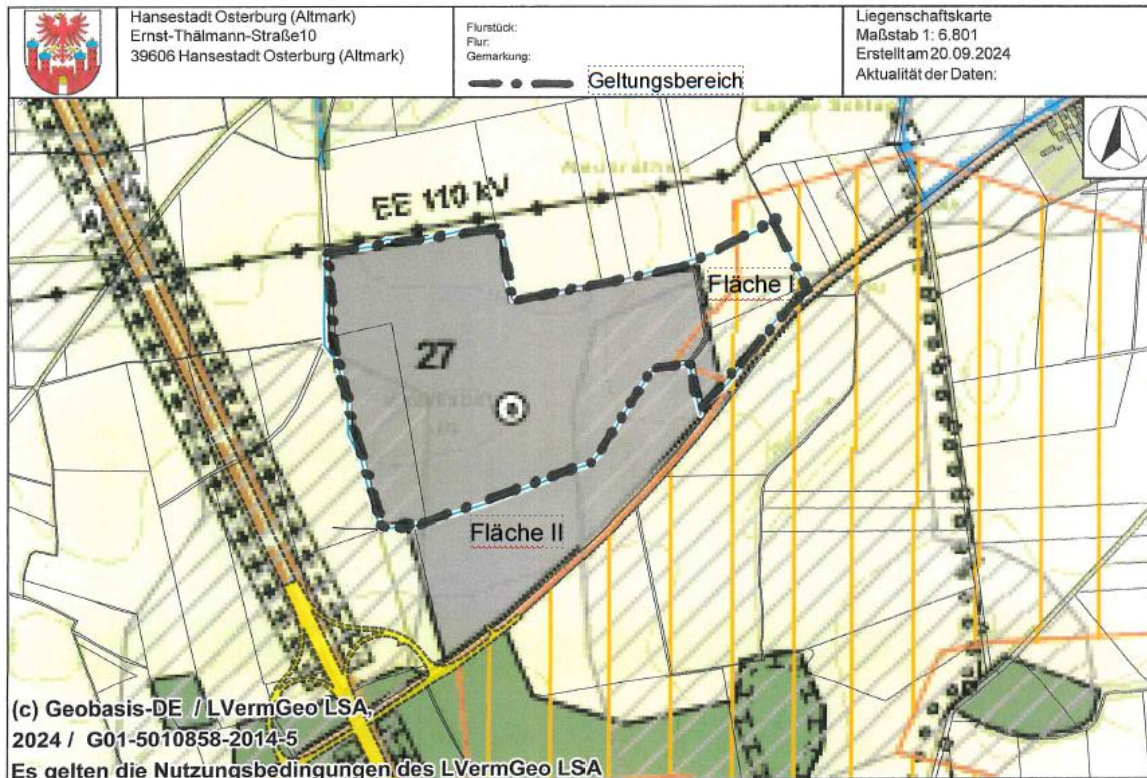 Hansestadt Osterburg (Altmark)
Ernst-Thälmann-Straße10
39606 Hansestadt Osterburg (Altmark)
Flurstück:
Flur:
Gemarkung:
Geltungsbereich
Liegenschaftskarte
Maßstab 1: 6.801
Erstelltam 20.09.2024
Aktualität der Daten:
EE 110 kV
Fläche I
27
Fläche II
(c) Geobasis-DE / LVermGeo LSA,
2024 / G01-5010858-2014-5
Es gelten die Nutzungsbedingungen des LVermGeo LSA